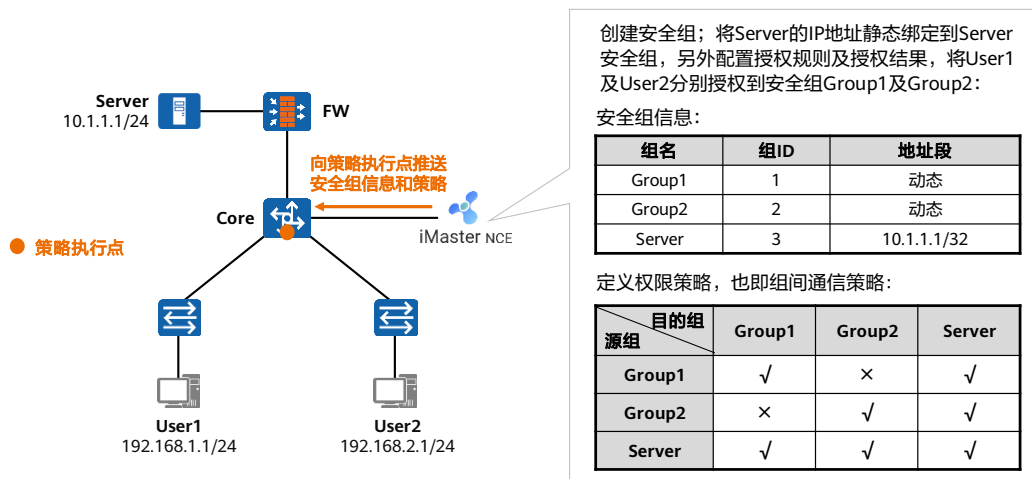 Server
10.1.1.1/24
FW
向策略执行点推送
安全组信息和策略
Core
iMaster NCE
策略执行点
User1
192.168.1.1/24
User2
192.168.2.1/24
创建安全组；将Server的IP地址静态绑定到Server
安全组，另外配置授权规则及授权结果，将User1
及User2分别授权到安全组Group1及Group2：
安全组信息：
组名 组ID 地址段
Group1 1 动态
Group2 2 动态
Server 3 10.1.1.1/32
定义权限策略，也即组间通信策略：
目的组
源组 Group1 Group2 Server
Group1 √ × √
Group2 × √ √
Server √ √ √